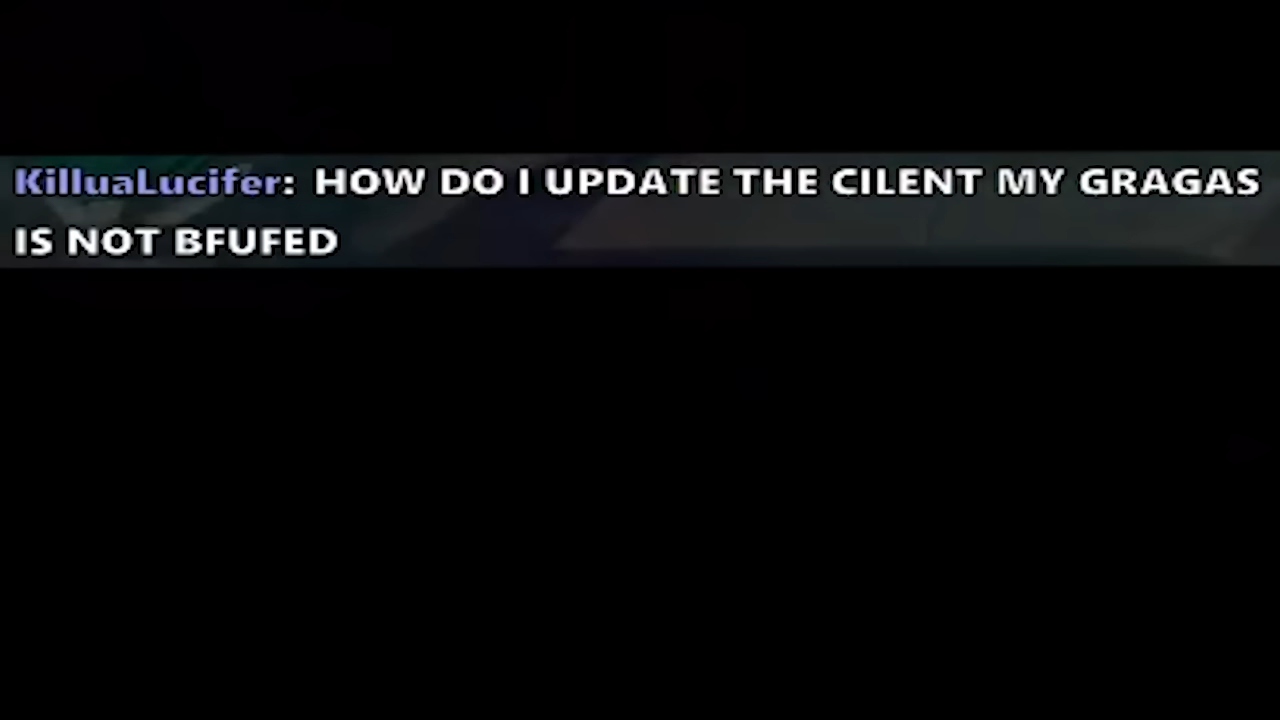 KilluaLucifer: HOW DO I UPDATE THE CILENT MY GRAGAS
IS NOT BFUFED